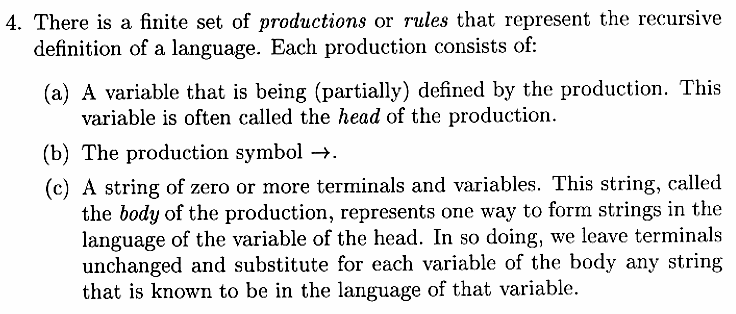 4. There is a finite set of productions or rules that represent the recursive
definition of a language. Each production consists of:
(a) A variable that is being (partially) defined by the production. This
variable is often called the head of the production.
(b) The production symbol →.
(c) A string of zero or more terminals and variables. This string, called
the body of the production, represents one way to form strings in the
language of the variable of the head. In so doing, we leave terminals
unchanged and substitute for each variable of the body any string
that is known to be in the language of that variable.